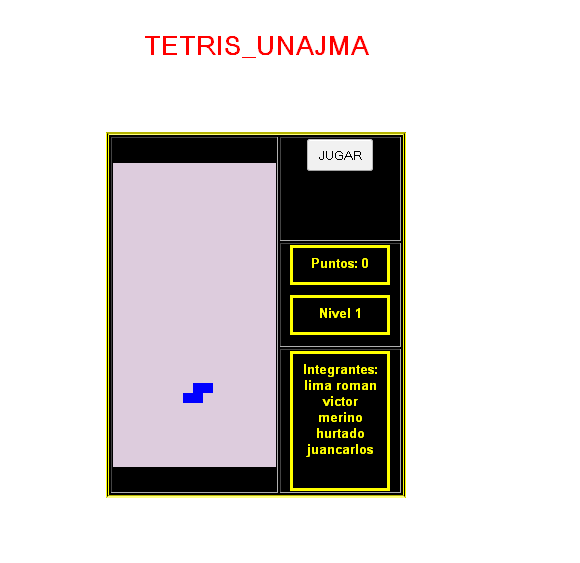 TETRIS_UNAJMA
JUGAR
Puntos: 0
Nivel 1
Integrantes:
lima roman
victor
merino
hurtado
juancarlos